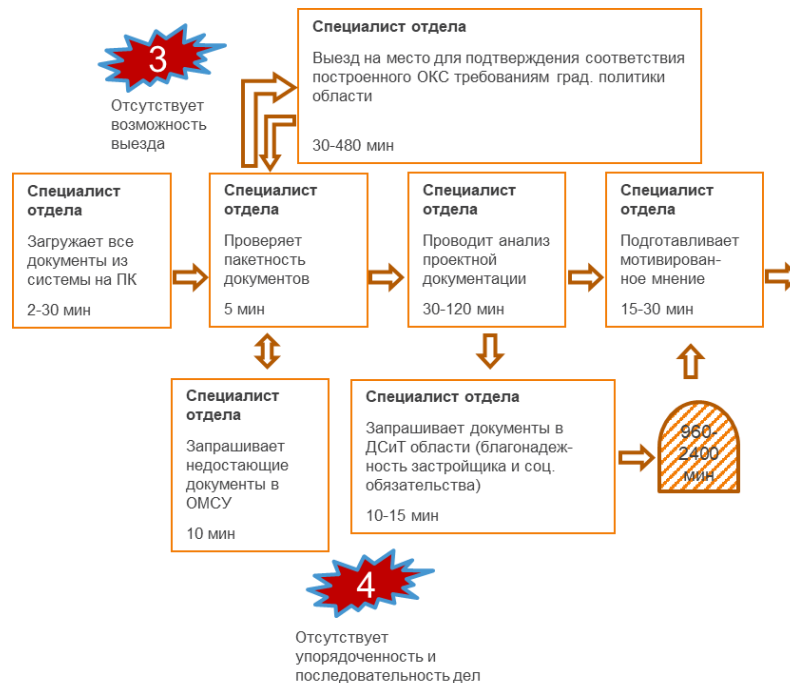 3
Отсутствует
возможность
выезда
Специалист отдела
Выезд на место для подтверждения соответствия
построенного ОКС требованиям град. политики
области
30-480 мин
Специалист
отдела
Загружает все
документы из
системы на ПК
2-30 мин
Специалист
отдела
Проверяет
пакетность
документов
5 мин
Специалист
отдела
Проводит анализ
проектной
документации
30-120 мин
Специалист
отдела
Подготавливает
мотивирован-
ное мнение
15-30 мин
Специалист
отдела
Запрашивает
недостающие
документы в
ОМСУ
10 мин
Специалист отдела
Запрашивает документы в
ДСиТ области (благонадеж-
ность застройщика и соц.
обязательства)
10-15 мин
960-
2400
мин
4
Отсутствует
упорядоченность и
последовательность дел